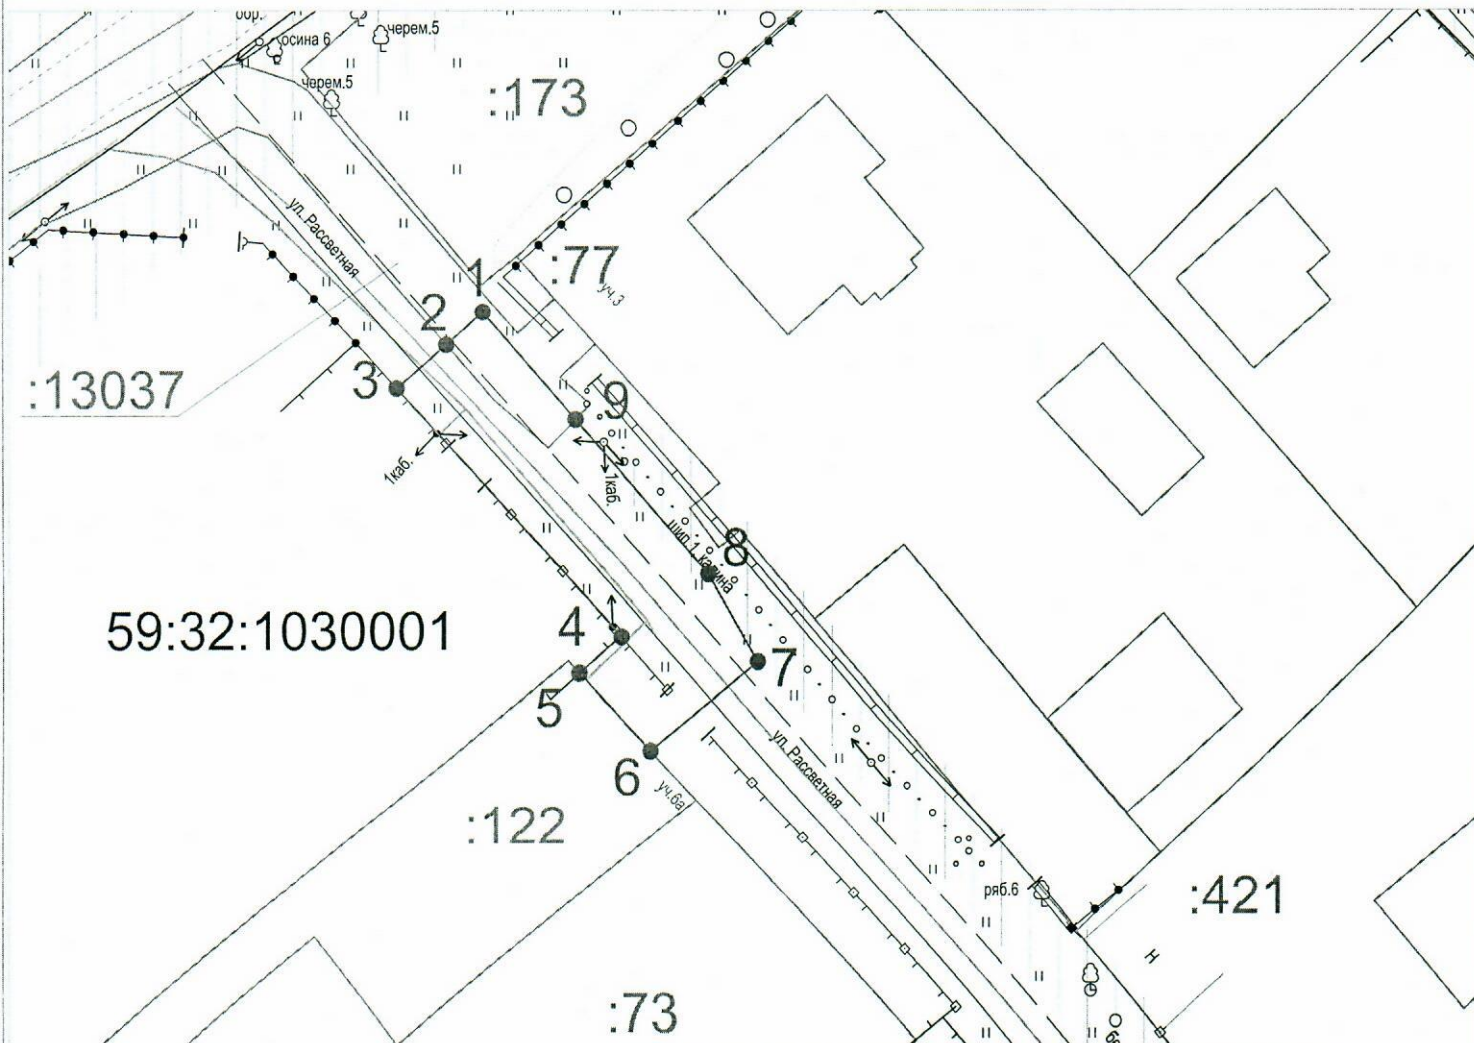 осина 6
черем.5
черем.5
:173
ул. Рассветная
:77
уч.3
1
2
3
:13037
9
1каб.
1каб.
шип.1, калина
8
59:32:1030001
4
7
5
6
ул. Рассветная
уч.6а
:122
ряб.6
:421
:73